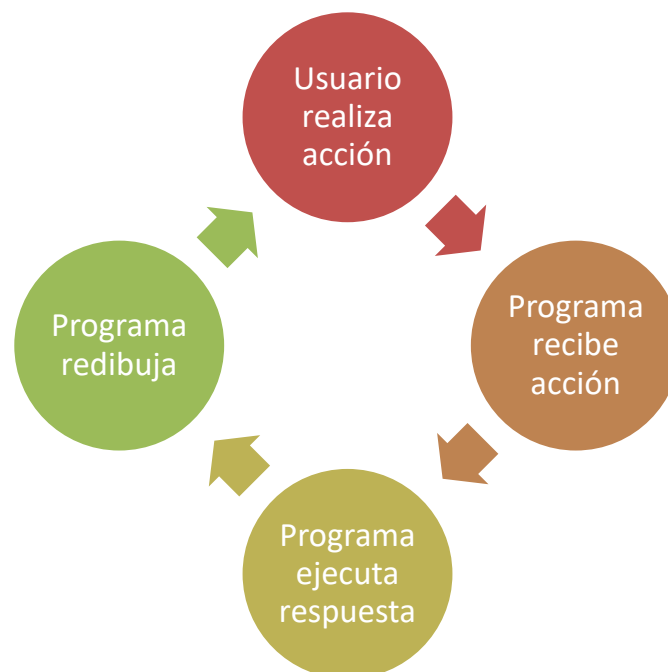 Usuario
realiza
acción
Programa
recibe
acción
Programa
ejecuta
respuesta
Programa
redibuja